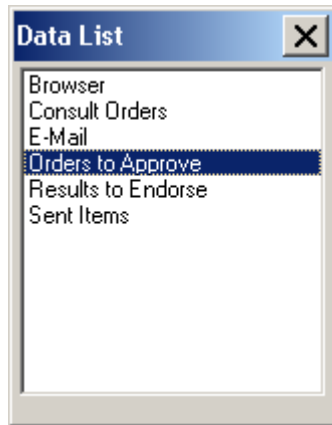 Data List
Browser
Consult Orders
E-Mail
Orders to Approve
Results to Endorse
Sent Items